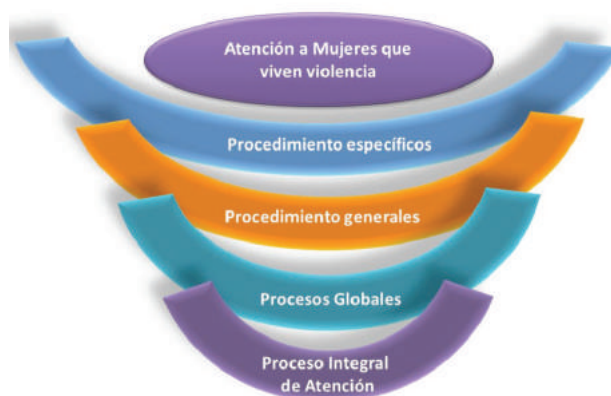 Atención a Mujeres que
viven violencia
Procedimiento específicos
Procedimiento generales
Procesos Globales
Proceso Integral
de Atención